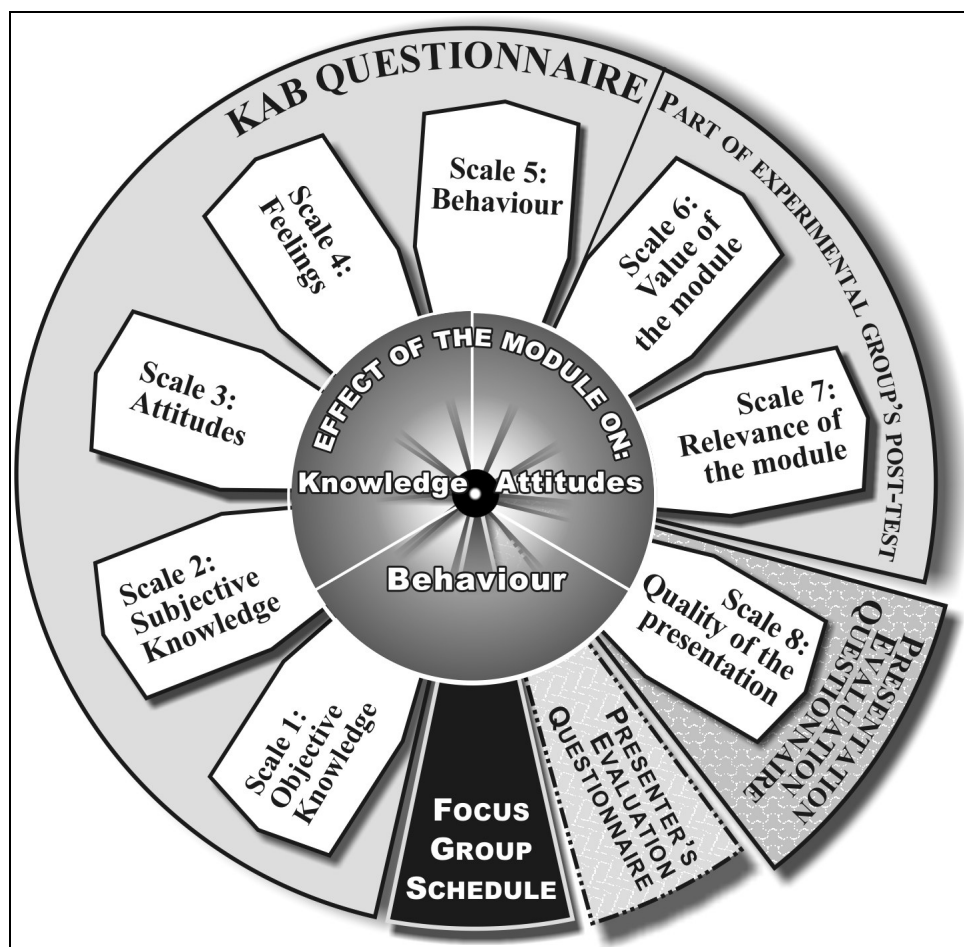 KAB QUESTIONNAIRE
PART OF EXPERIMENTAL GROUP'S POST-TEST
Scale 5:
Behaviour
Scale 4:
Feelings
Scale 6:
Value of
the module
Scale 3:
Attitudes
Scale 7:
Relevance of
the module
EFFECT OF THE MODULE ON:
Knowledge
Attitudes
Behaviour
Scale 2:
Subjective
Knowledge
Scale 8:
Quality of the
presentation
Scale 1:
Objective
Knowledge
PRESENTATION
EVALUATION
QUESTIONNAIRE
PRESENTER'S
EVALUATION
QUESTIONNAIRE
FOCUS
GROUP
SCHEDULE